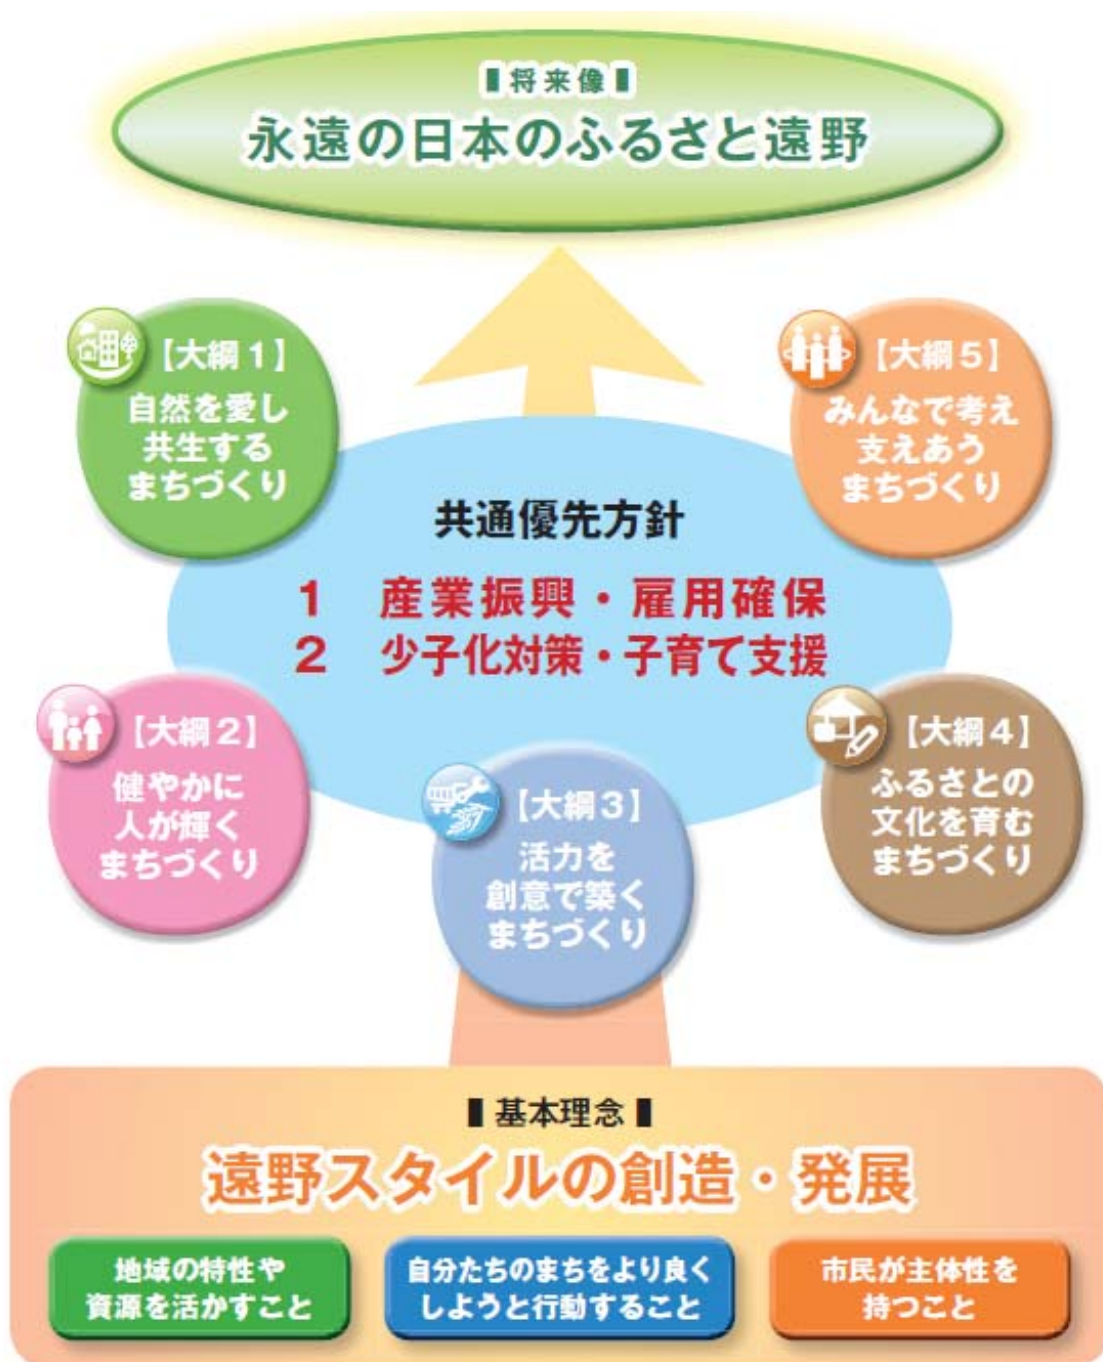 ▮将来像▮
永遠の日本のふるさと遠野
【大綱1】
自然を愛し
共生する
まちづくり
【大綱5】
みんなで考え
支えあう
まちづくり
共通優先方針
1 産業振興・雇用確保
2 少子化対策・子育て支援
【大綱2】
健やかに
人が輝く
まちづくり
【大綱3】
活力を
創意で築く
まちづくり
【大綱4】
ふるさとの
文化を育む
まちづくり
▮基本理念▮
遠野スタイルの創造・発展
地域の特性や
資源を活かすこと
自分たちのまちをより良く
しようと行動すること
市民が主体性を
持つこと